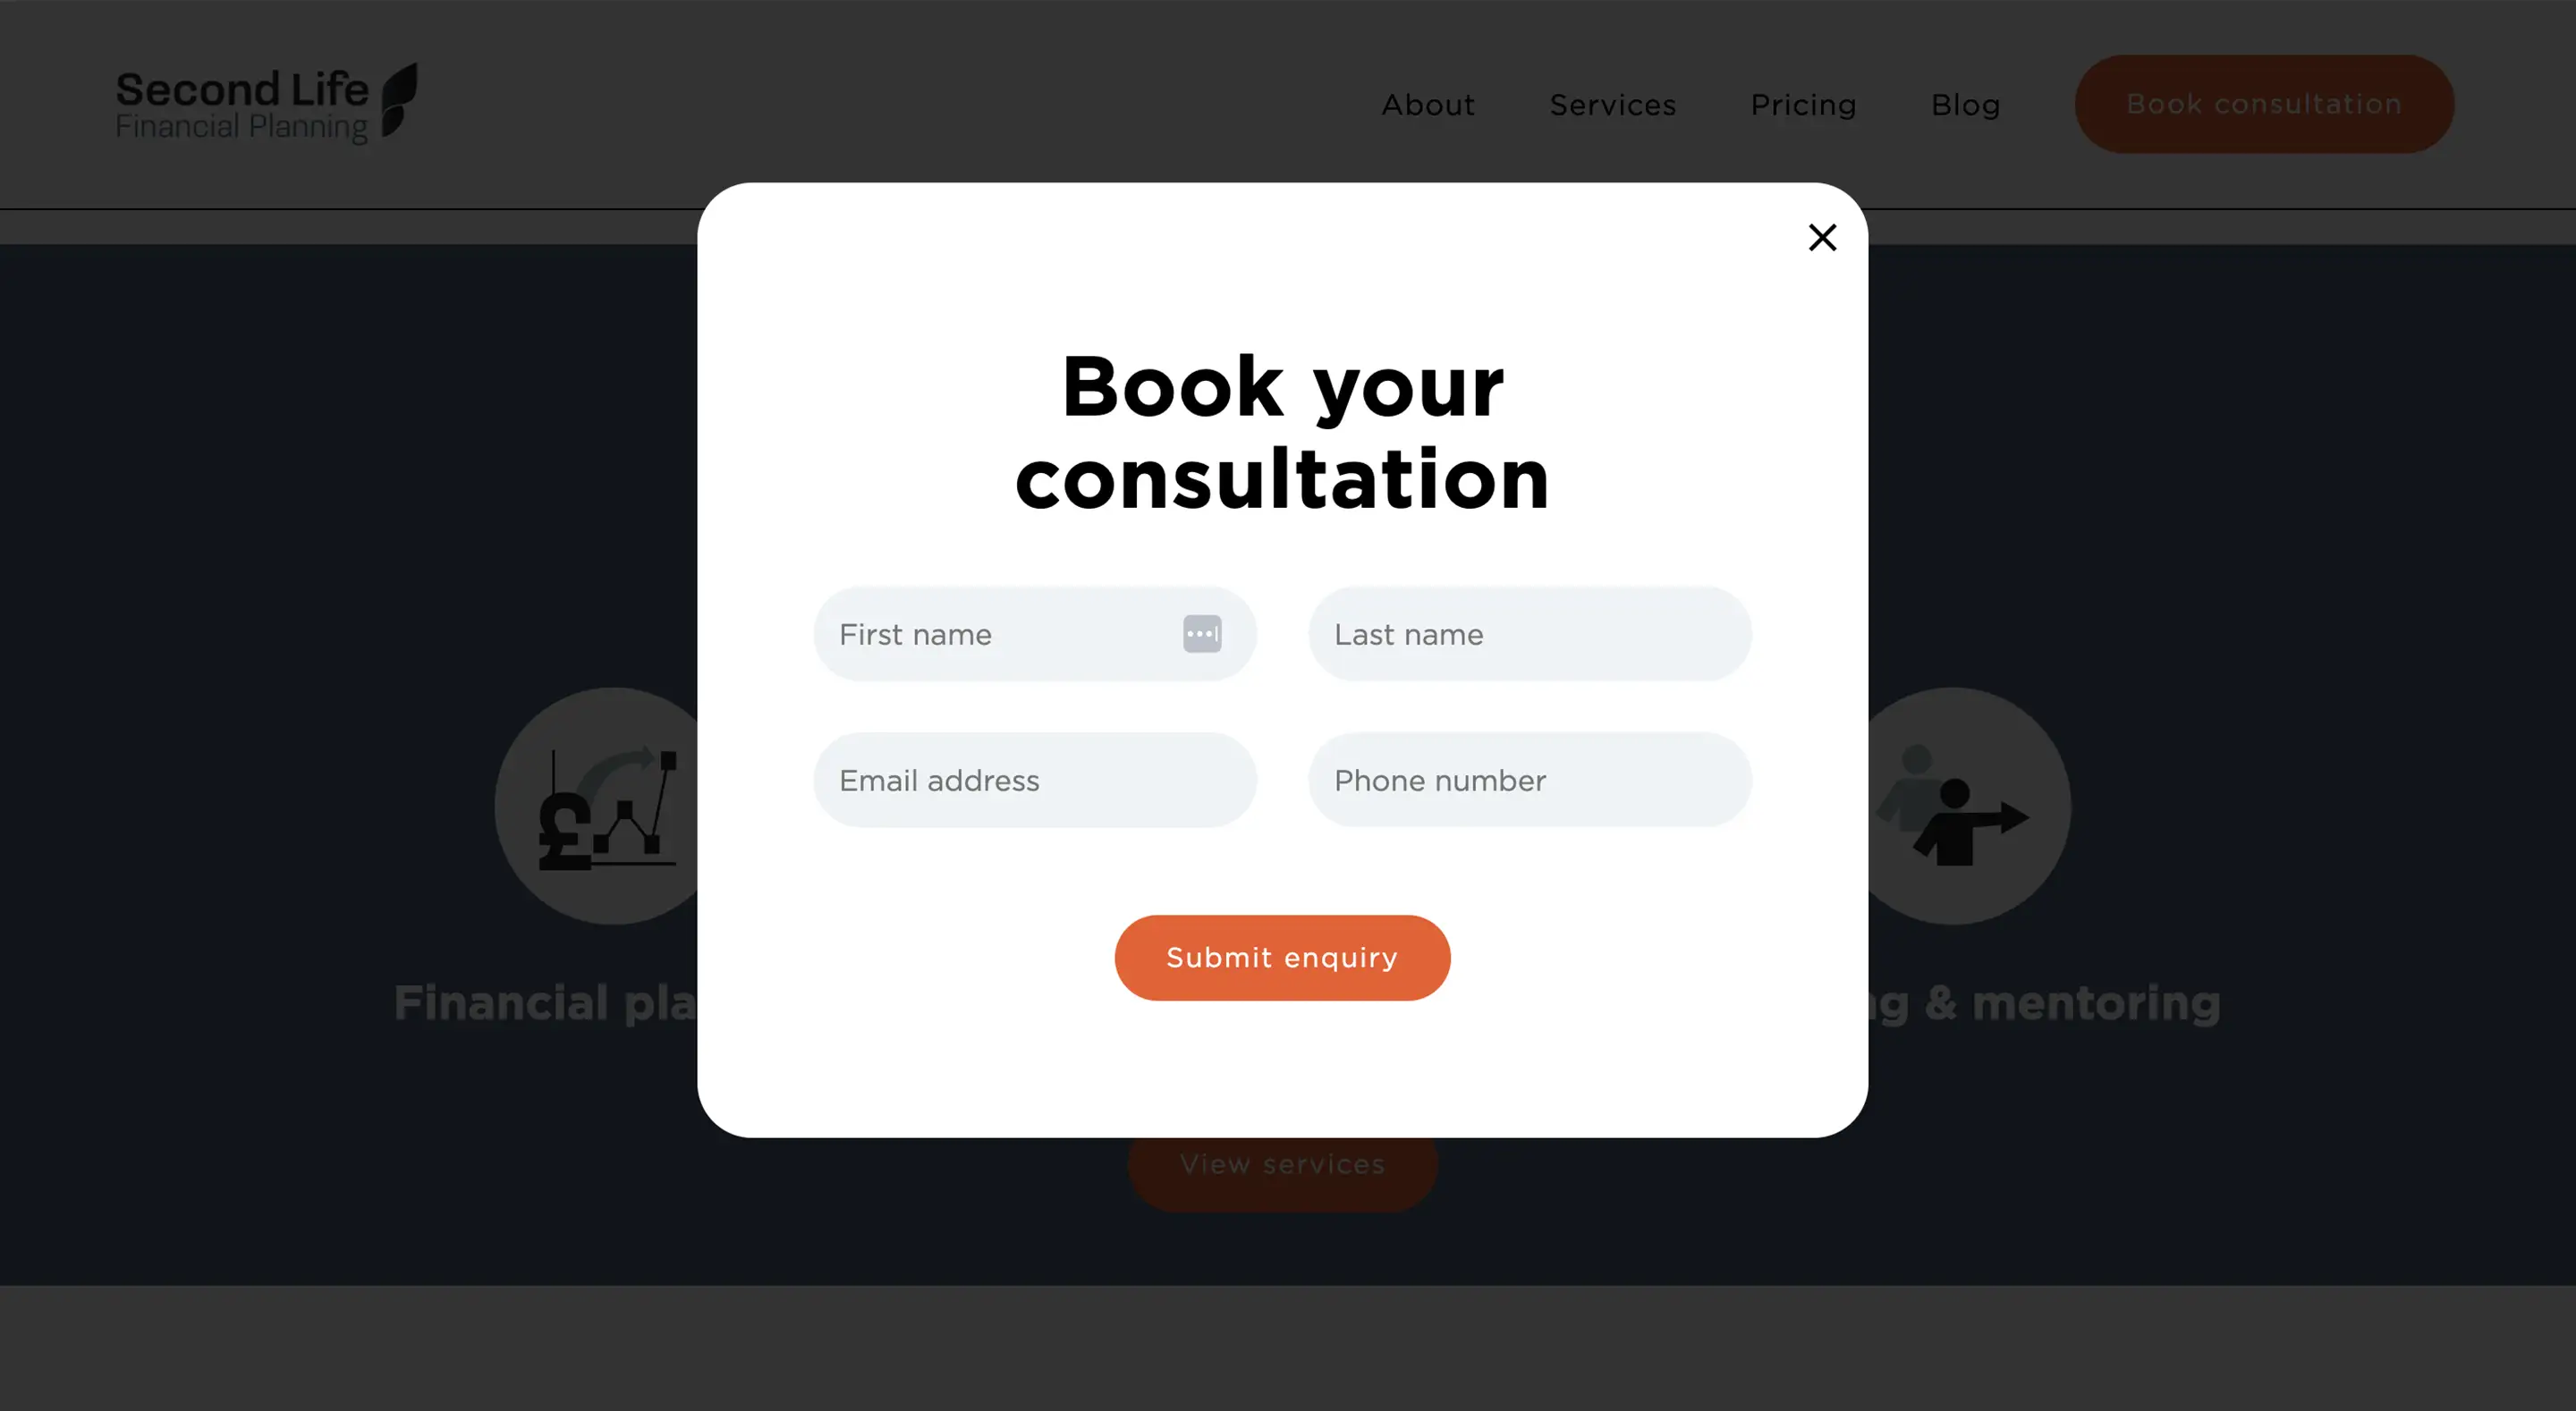 Second Life
Financial Planning
About
Services
Pricing
Blog
Book consultation
Book your
consultation
First name
Last name
Email address
Phone number
Submit enquiry
Financial
& mentoring
View services